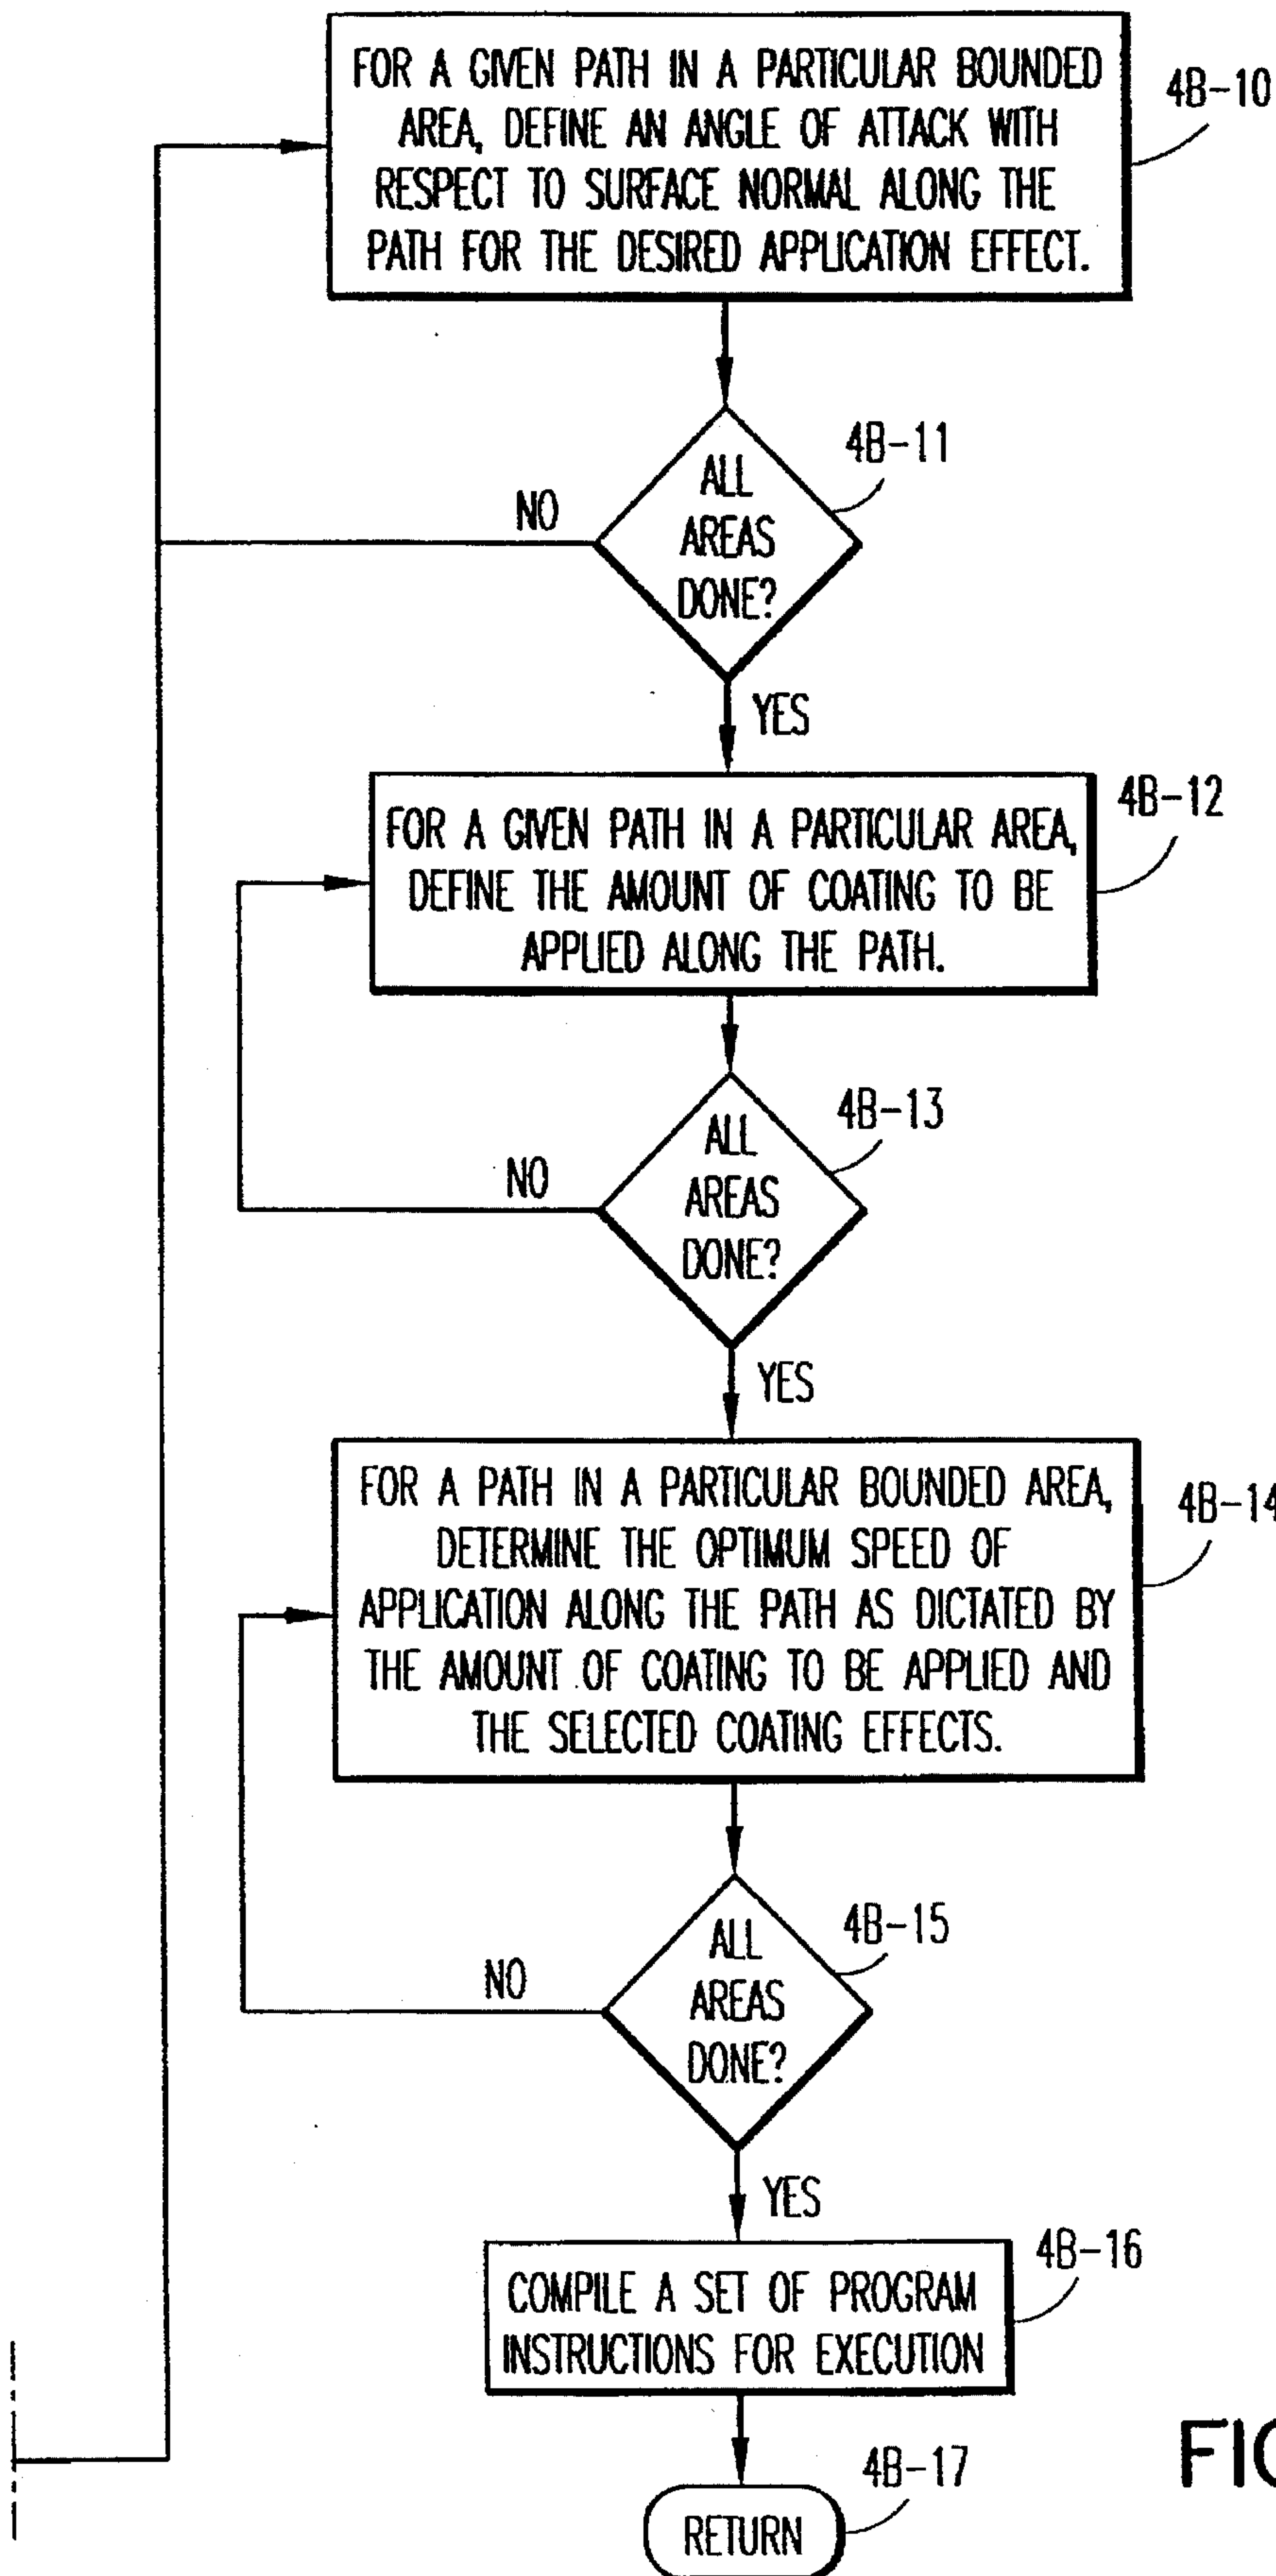 FOR A GIVEN PATH IN A PARTICULAR BOUNDED
AREA, DEFINE AN ANGLE OF ATTACK WITH
RESPECT TO SURFACE NORMAL ALONG THE
PATH FOR THE DESIRED APPLICATION EFFECT.
4B-10
4B-11
ALL
AREAS
DONE?
NO
YES
4B-12
FOR A GIVEN PATH IN A PARTICULAR AREA,
DEFINE THE AMOUNT OF COATING TO BE
APPLIED ALONG THE PATH.
4B-13
ALL
AREAS
DONE?
NO
YES
4B-14
FOR A PATH IN A PARTICULAR BOUNDED AREA,
DETERMINE THE OPTIMUM SPEED OF
APPLICATION ALONG THE PATH AS DICTATED BY
THE AMOUNT OF COATING TO BE APPLIED AND
THE SELECTED COATING EFFECTS.
4B-15
ALL
AREAS
DONE?
NO
YES
4B-16
COMPILE A SET OF PROGRAM
INSTRUCTIONS FOR EXECUTION
4B-17
RETURN